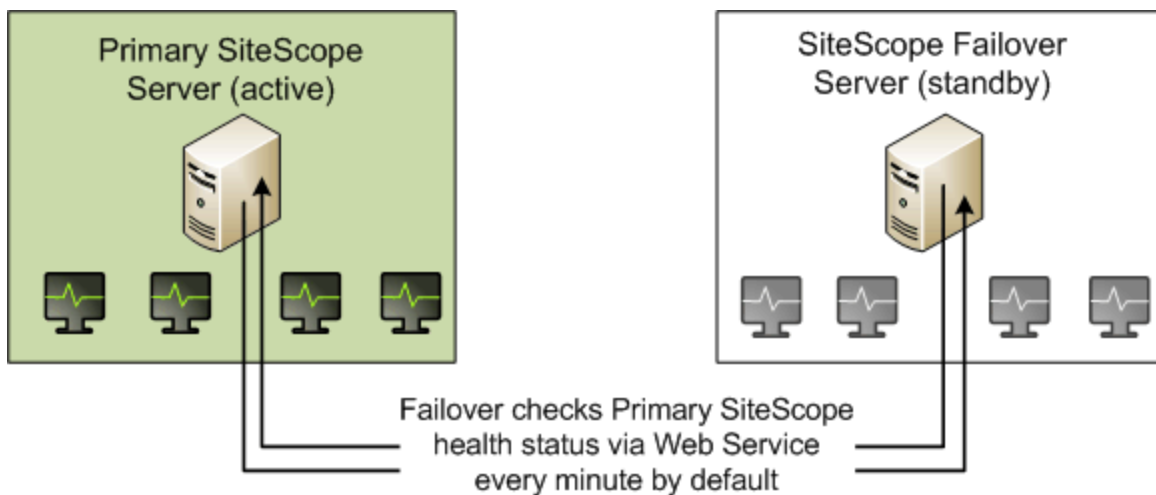 Primary SiteScope
Server (active)
SiteScope Failover
Server (standby)
Failover checks Primary SiteScope
health status via Web Service
every minute by default